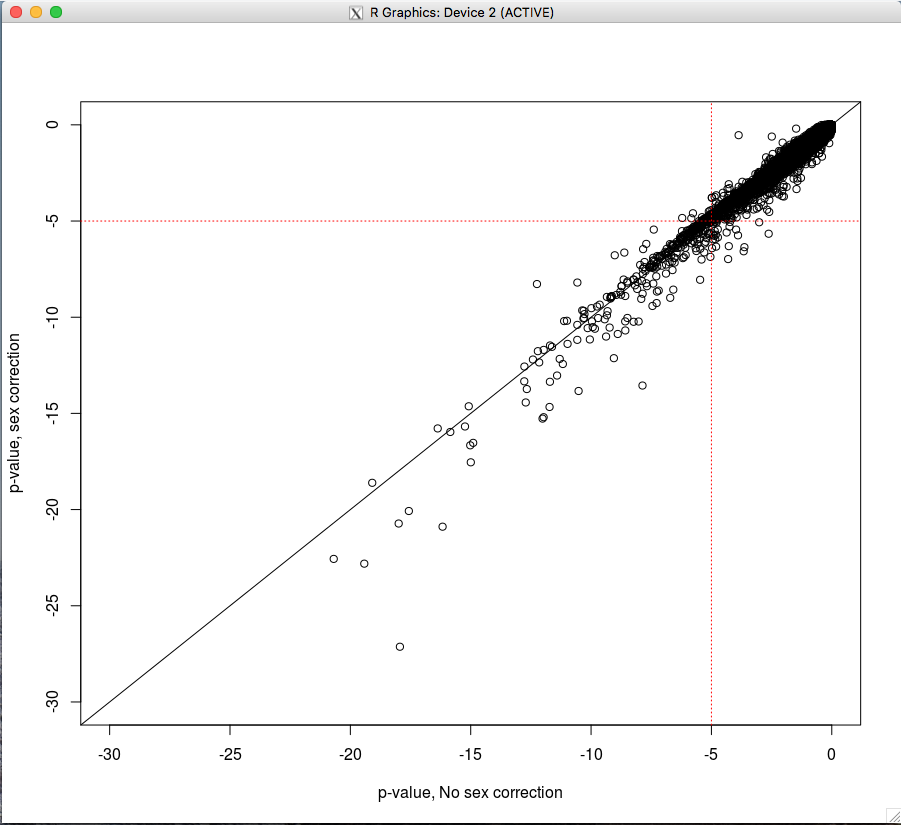 X R Graphics: Device 2 (ACTIVE)
0
-5
-10
-15
-20
-25
-30
p-value, sex correction
-30 -25 -20 -15 -10 -5 0
p-value, No sex correction